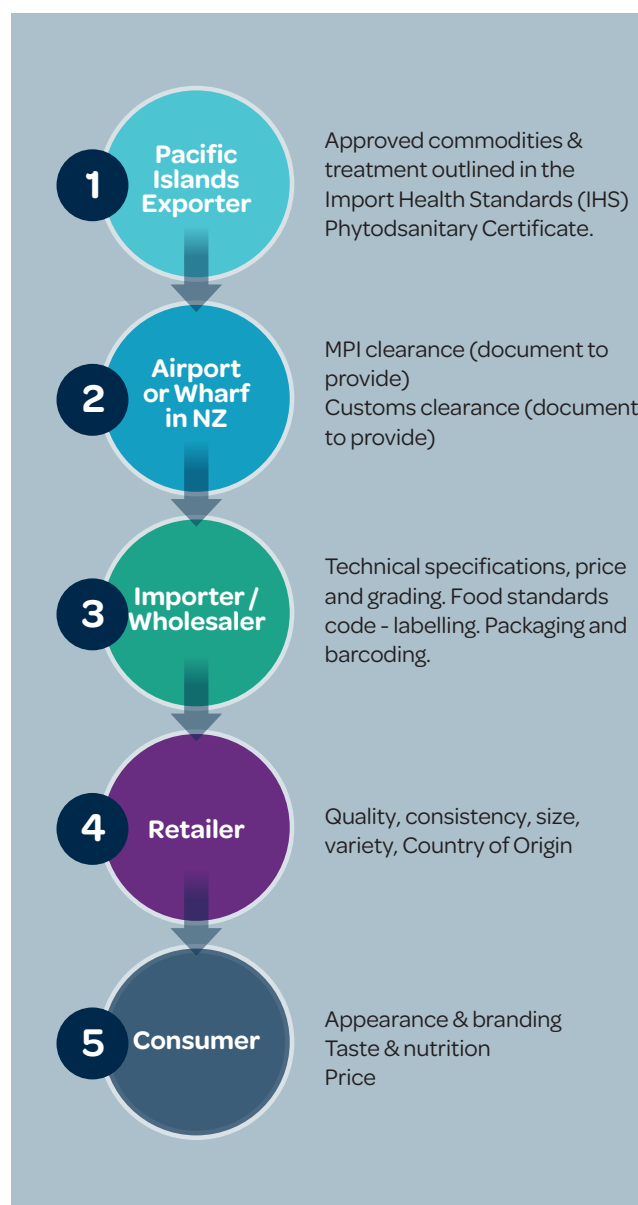 1
Pacific
Islands
Exporter
Approved commodities &
treatment outlined in the
Import Health Standards (IHS)
Phytodsanitary Certificate.
2
Airport
or Wharf
in NZ
MPI clearance (document to
provide)
Customs clearance (document
to provide)
3
Importer /
Wholesaler
Technical specifications, price
and grading. Food standards
code - labelling. Packaging and
barcoding.
4
Retailer
Quality, consistency, size,
variety, Country of Origin
5
Consumer
Appearance & branding
Taste & nutrition
Price